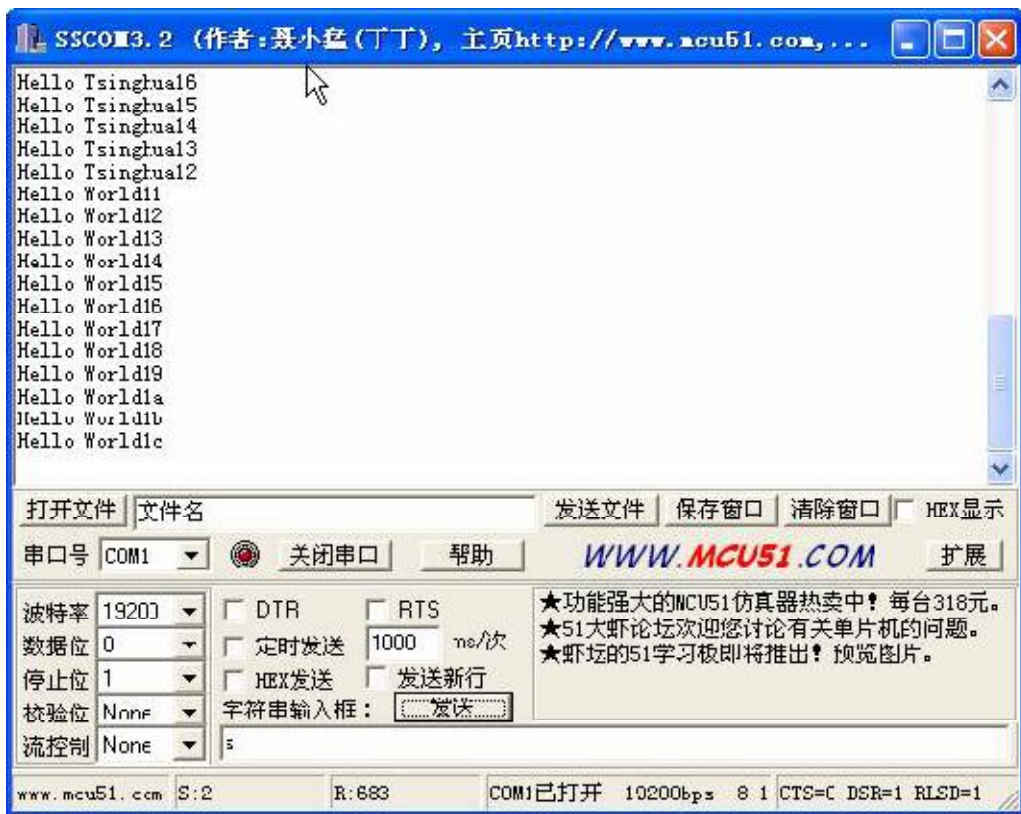 SSCOM3.2 (作者:聂小猛(丁丁), 主页http://www.mcu51.com,...
Hello Tsinghua16
Hello Tsinghua15
Hello Tsinghua14
Hello Tsinghua13
Hello Tsinghua12
Hello World11
Hello World12
Hello World13
Hello World14
Hello World15
Hello World16
Hello World17
Hello World18
Hello World19
Hello World1a
Hello World1b
Hello World1c
打开文件 文件名 发送文件 保存窗口 清除窗口 HEX显示
串口号 COM1 关闭串口 帮助 WWW.MCU51.COM 扩展
波特率 19200 DTR RTS ★功能强大的MCU51仿真器热卖中！每台318元。
数据位 定时发送 1000 ms/次 ★51大虾论坛欢迎您讨论有关单片机的问题。
停止位 1 HEX发送 发送新行 ★虾坛的51学习板即将推出！预览图片。
校验位 None 字符串输入框: 发送
流控制 None s
www.mcu51.com S:2 R:683 COM1已打开 19200bps 8 1 CTS=0 DSR=1 RLSD=1